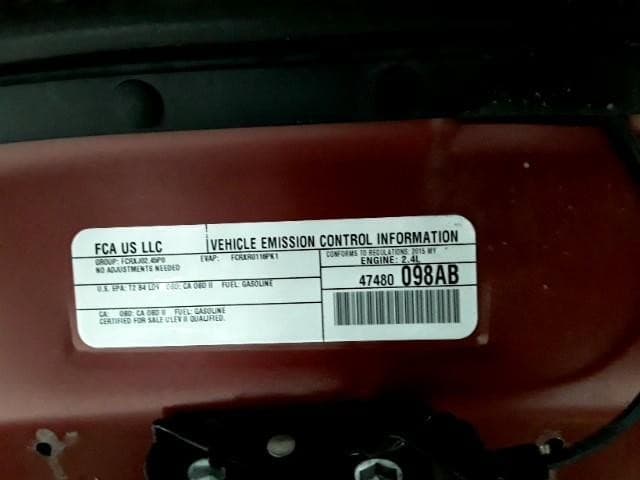 FCA US LLC
VEHICLE EMISSION CONTROL INFORMATION
GROUP: FCRXJ02.45P0 EVAP: FCRXR0116PK1
CONFORMS TO REGULATIONS: 2015 MY
NO ADJUSTMENTS NEEDED
ENGINE: 2.4L
47480 098AB
U.S. EPA: T2 B4 LDV OBD: CA OBD II FUEL: GASOLINE
CA: OBD: CA OBD II FUEL: GASOLINE
CERTIFIED FOR SALE ULEV II QUALIFIED